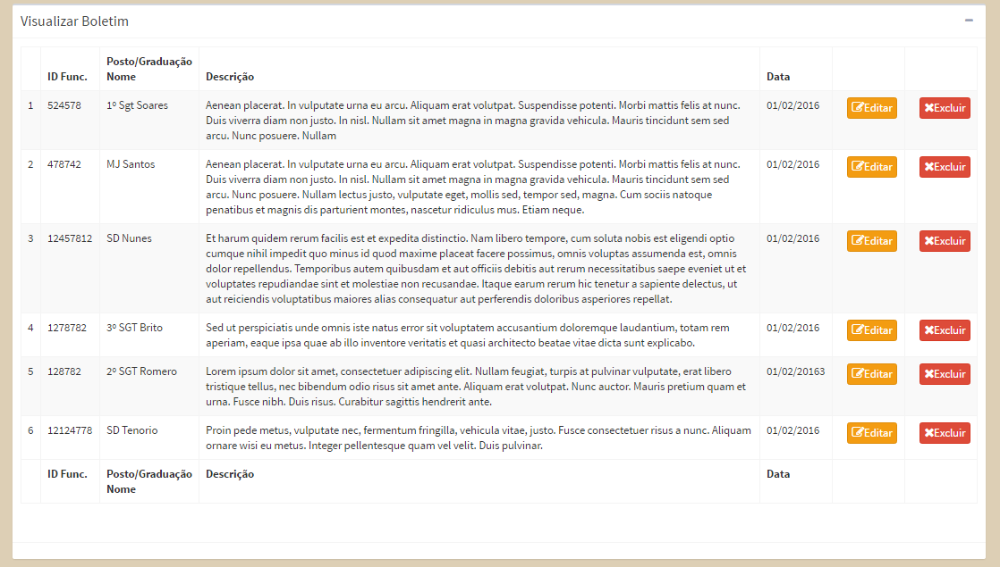 Visualizar Boletim
ID Func. Posto/Graduação Nome Descrição Data
1 524578 1º Sgt Soares Aenean placerat. In vulputate urna eu arcu. Aliquam erat volutpat. Suspendisse potenti. Morbi mattis felis at nunc. 01/02/2016 Editar Excluir
Duis viverra diam non justo. In nisl. Nullam sit amet magna in magna gravida vehicula. Mauris tincidunt sem sed
arcu. Nunc posuere. Nullam
2 478742 MJ Santos Aenean placerat. In vulputate urna eu arcu. Aliquam erat volutpat. Suspendisse potenti. Morbi mattis felis at nunc. 01/02/2016 Editar Excluir
Duis viverra diam non justo. In nisl. Nullam sit amet magna in magna gravida vehicula. Mauris tincidunt sem sed
arcu. Nunc posuere. Nullam lectus justo, vulputate eget, mollis sed, tempor sed, magna. Cum sociis natoque
penatibus et magnis dis parturient montes, nascetur ridiculus mus. Etiam neque.
3 12457812 SD Nunes Et harum quidem rerum facilis est et expedita distinctio. Nam libero tempore, cum soluta nobis est eligendi optio 01/02/2016 Editar Excluir
cumque nihil impedit quo minus id quod maxime placeat facere possimus, omnis voluptas assumenda est, omnis
dolor repellendus. Temporibus autem quibusdam et aut officiis debitis aut rerum necessitatibus saepe eveniet ut et
voluptates repudiandae sint et molestiae non recusandae. Itaque earum rerum hic tenetur a sapiente delectus, ut
aut reiciendis voluptatibus maiores alias consequatur aut perferendis doloribus asperiores repellat.
4 1278782 3º SGT Brito Sed ut perspiciatis unde omnis iste natus error sit voluptatem accusantium doloremque laudantium, totam rem 01/02/2016 Editar Excluir
aperiam, eaque ipsa quae ab illo inventore veritatis et quasi architecto beatae vitae dicta sunt explicabo.
5 128782 2º SGT Romero Lorem ipsum dolor sit amet, consectetuer adipiscing elit. Nullam feugiat, turpis at pulvinar vulputate, erat libero 01/02/20163 Editar Excluir
tristique tellus, nec bibendum odio risus sit amet ante. Aliquam erat volutpat. Nunc auctor. Mauris pretium quam et
urna. Fusce nibh. Duis risus. Curabitur sagittis hendrerit ante.
6 12124778 SD Tenorio Proin pede metus, vulputate nec, fermentum fringilla, vehicula vitae, justo. Fusce consectetuer risus a nunc. Aliquam 01/02/2016 Editar Excluir
ornare wisi eu metus. Integer pellentesque quam vel velit. Duis pulvinar.
ID Func. Posto/Graduação Descrição Data
Nome